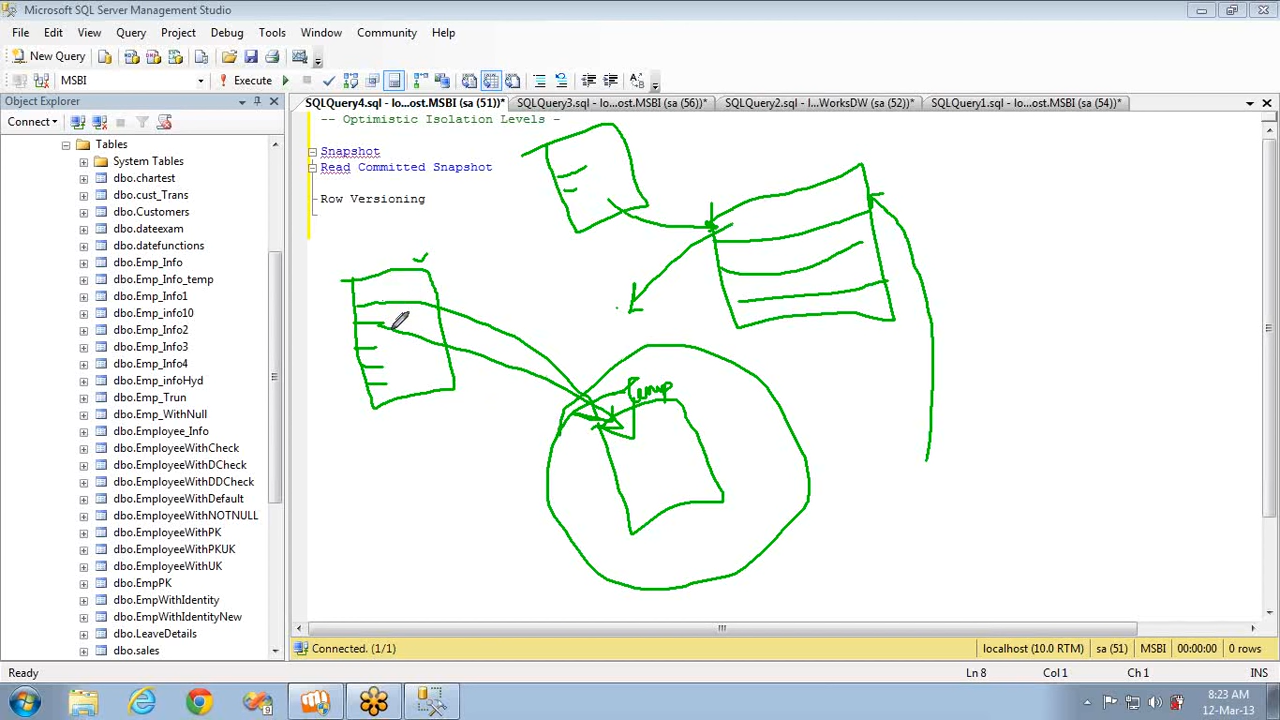 Microsoft SQL Server Management Studio
File Edit View Query Project Debug Tools Window Community Help
New Query
MSBI Execute
Object Explorer
SQLQuery4.sql - lo...ost.MSBI (sa (51))* SQLQuery3.sql - lo...ost.MSBI (sa (56))* SQLQuery2.sql - l...WorksDW (sa (52))* SQLQuery1.sql - lo...ost.MSBI (sa (54))*
Connect
-- Optimistic Isolation Levels -
Snapshot
Read Committed Snapshot
Row Versioning
Temp
Tables
System Tables
dbo.chartest
dbo.cust_Trans
dbo.Customers
dbo.dateexam
dbo.datefunctions
dbo.Emp_Info
dbo.Emp_Info_temp
dbo.Emp_Info1
dbo.Emp_info10
dbo.Emp_Info2
dbo.Emp_Info3
dbo.Emp_Info4
dbo.Emp_infoHyd
dbo.Emp_Trun
dbo.Emp_WithNull
dbo.Employee_Info
dbo.EmployeeWithCheck
dbo.EmployeeWithDCheck
dbo.EmployeeWithDDCheck
dbo.EmployeeWithDefault
dbo.EmployeeWithNOTNULL
dbo.EmployeeWithPK
dbo.EmployeeWithPKUK
dbo.EmployeeWithUK
dbo.EmpPK
dbo.EmpWithIdentity
dbo.EmpWithIdentityNew
dbo.LeaveDetails
dbo.sales
Connected. (1/1) localhost (10.0 RTM) sa (51) MSBI 00:00:00 0 rows
Ready Ln 8 Col 1 Ch 1 INS
8:23 AM
12-Mar-13